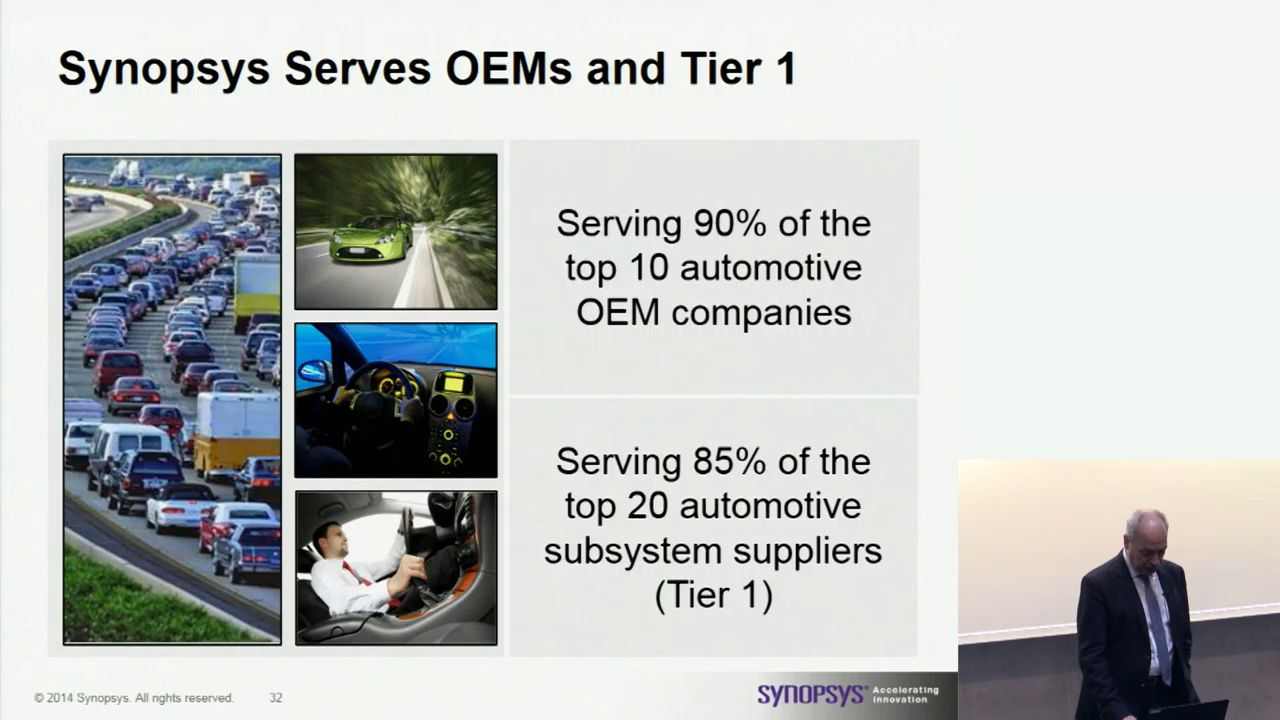 Synopsys Serves OEMs and Tier 1
Serving 90% of the
top 10 automotive
OEM companies
Serving 85% of the
top 20 automotive
subsystem suppliers
(Tier 1)
© 2014 Synopsys. All rights reserved.
32
SYNOPSYS®
Accelerating
Innovation